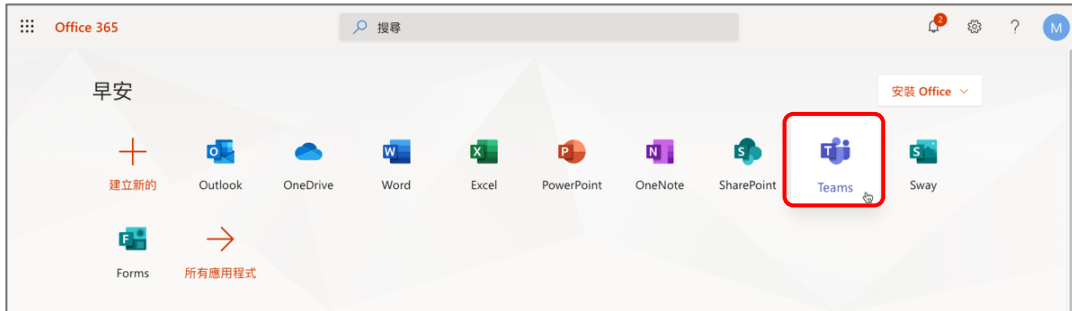 Office 365
搜尋
2
?
M
早安
安裝 Office
建立新的
Outlook
OneDrive
Word
Excel
PowerPoint
OneNote
SharePoint
Teams
Sway
Forms
所有應用程式